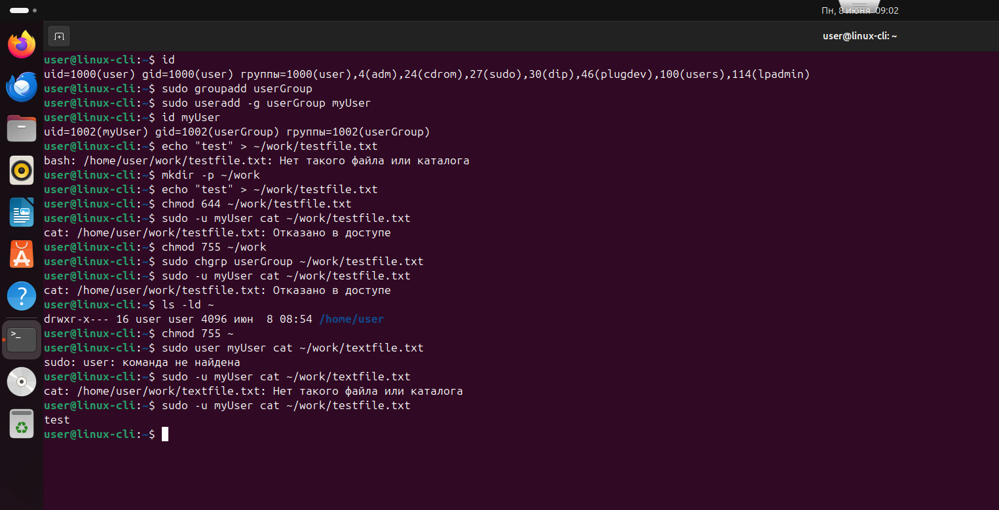 Пн, 8 июня 09:02
user@linux-cli: ~
user@linux-cli:~$ id
uid=1000(user) gid=1000(user) группы=1000(user),4(adm),24(cdrom),27(sudo),30(dip),46(plugdev),100(users),114(lpadmin)
user@linux-cli:~$ sudo groupadd userGroup
user@linux-cli:~$ sudo useradd -g userGroup myUser
user@linux-cli:~$ id myUser
uid=1002(myUser) gid=1002(userGroup) группы=1002(userGroup)
user@linux-cli:~$ echo "test" > ~/work/testfile.txt
bash: /home/user/work/testfile.txt: Нет такого файла или каталога
user@linux-cli:~$ mkdir -p ~/work
user@linux-cli:~$ echo "test" > ~/work/testfile.txt
user@linux-cli:~$ chmod 644 ~/work/testfile.txt
user@linux-cli:~$ sudo -u myUser cat ~/work/testfile.txt
cat: /home/user/work/testfile.txt: Отказано в доступе
user@linux-cli:~$ chmod 755 ~/work
user@linux-cli:~$ sudo chgrp userGroup ~/work/testfile.txt
user@linux-cli:~$ sudo -u myUser cat ~/work/testfile.txt
cat: /home/user/work/testfile.txt: Отказано в доступе
user@linux-cli:~$ ls -ld ~
drwxr-x--- 16 user user 4096 июн  8 08:54 /home/user
user@linux-cli:~$ chmod 755 ~
user@linux-cli:~$ sudo user myUser cat ~/work/textfile.txt
sudo: user: команда не найдена
user@linux-cli:~$ sudo -u myUser cat ~/work/textfile.txt
cat: /home/user/work/textfile.txt: Нет такого файла или каталога
user@linux-cli:~$ sudo -u myUser cat ~/work/testfile.txt
test
user@linux-cli:~$